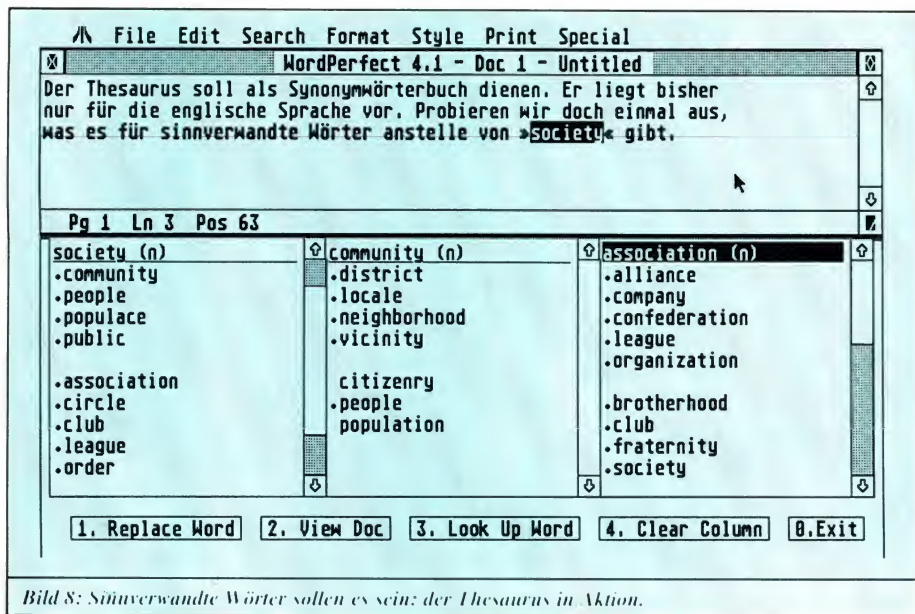 File Edit Search Format Style Print Special
WordPerfect 4.1 - Doc 1 - Untitled
Der Thesaurus soll als Synonymwörterbuch dienen. Er liegt bisher
nur für die englische Sprache vor. Probieren wir doch einmal aus,
was es für sinnverwandte Wörter anstelle von »society« gibt.
Pg 1 Ln 3 Pos 63
society (n)
.community
.people
.populace
.public
.association
.circle
.club
.league
.order
community (n)
.district
.locale
.neighborhood
.vicinity
citizenry
.people
population
association (n)
.alliance
.company
.confederation
.league
.organization
.brotherhood
.club
.fraternity
.society
1. Replace Word 2. View Doc 3. Look Up Word 4. Clear Column 0.Exit
Bild 8: Sinnverwandte Wörter sollen es sein: der Thesaurus in Aktion.